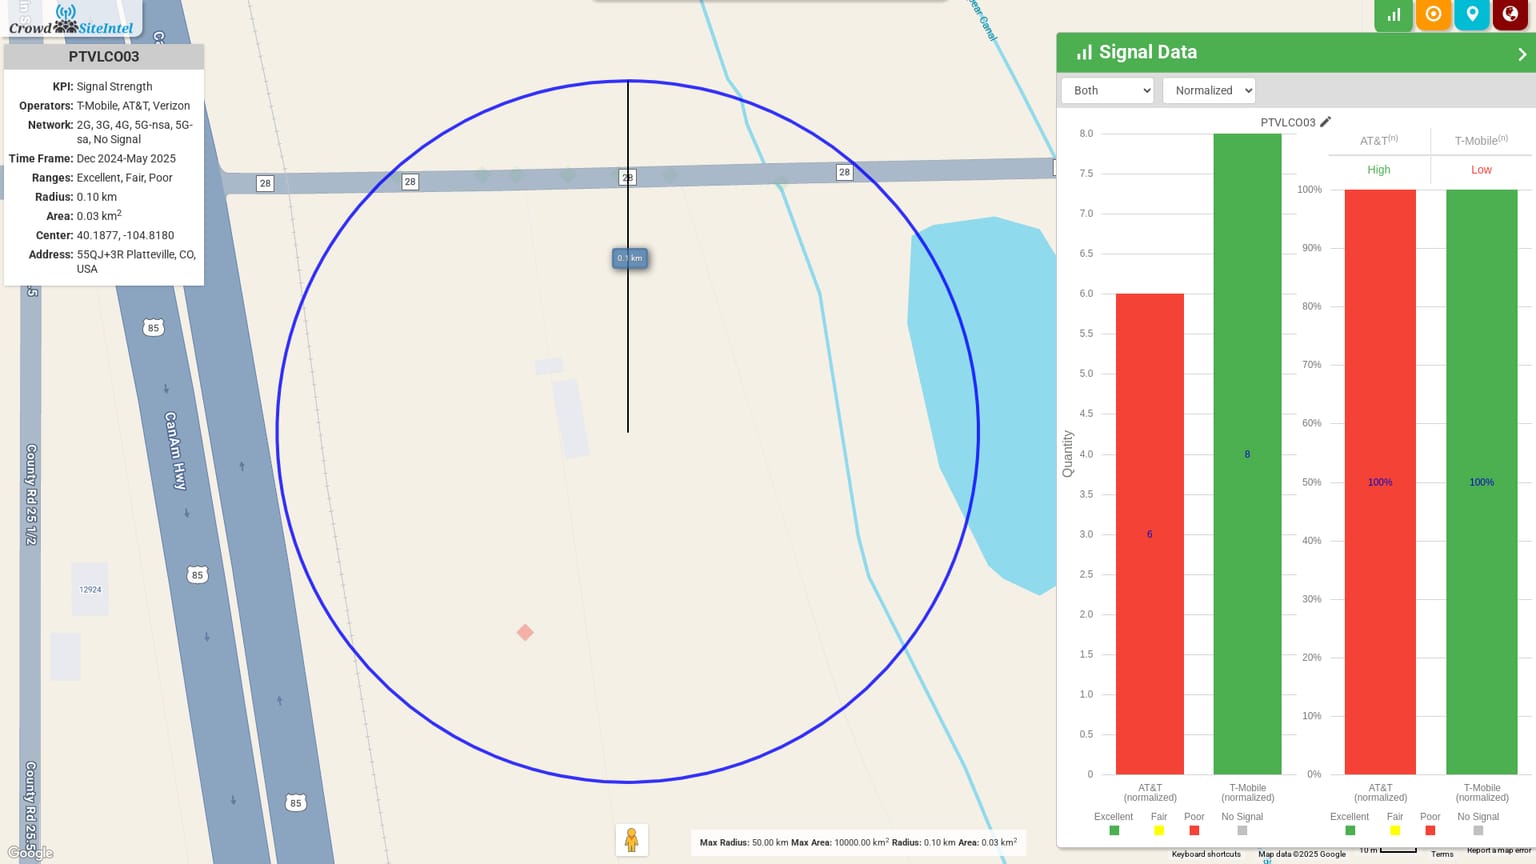 Crowd SiteIntel
PTVLCO03
KPI: Signal Strength
Operators: T-Mobile, AT&T, Verizon
Network: 2G, 3G, 4G, 5G-nsa, 5G-
sa, No Signal
Time Frame: Dec 2024-May 2025
Ranges: Excellent, Fair, Poor
Radius: 0.10 km
Area: 0.03 km2
Center: 40.1877, -104.8180
Address: 55QJ+3R Platteville, CO,
USA
28
28
28
28
0.1 km
85
85
85
CanAm Hwy
County Rd 25 1/2
County Rd 25.5
12924
Google
Max Radius: 50.00 km Max Area: 10000.00 km2 Radius: 0.10 km Area: 0.03 km2
Keyboard shortcuts
Map data ©2025 Google
10 m
Terms
Report a map error
Signal Data
Both
Normalized
PTVLCO03
Quantity
8.0
7.5
7.0
6.5
6.0
5.5
5.0
4.5
4.0
3.5
3.0
2.5
2.0
1.5
1.0
0.5
0
6
8
AT&T
(normalized)
T-Mobile
(normalized)
Excellent
Fair
Poor
No Signal
AT&T(n)
T-Mobile(n)
High
Low
100%
90%
80%
70%
60%
50%
40%
30%
20%
10%
0%
100%
100%
AT&T
(normalized)
T-Mobile
(normalized)
Excellent
Fair
Poor
No Signal